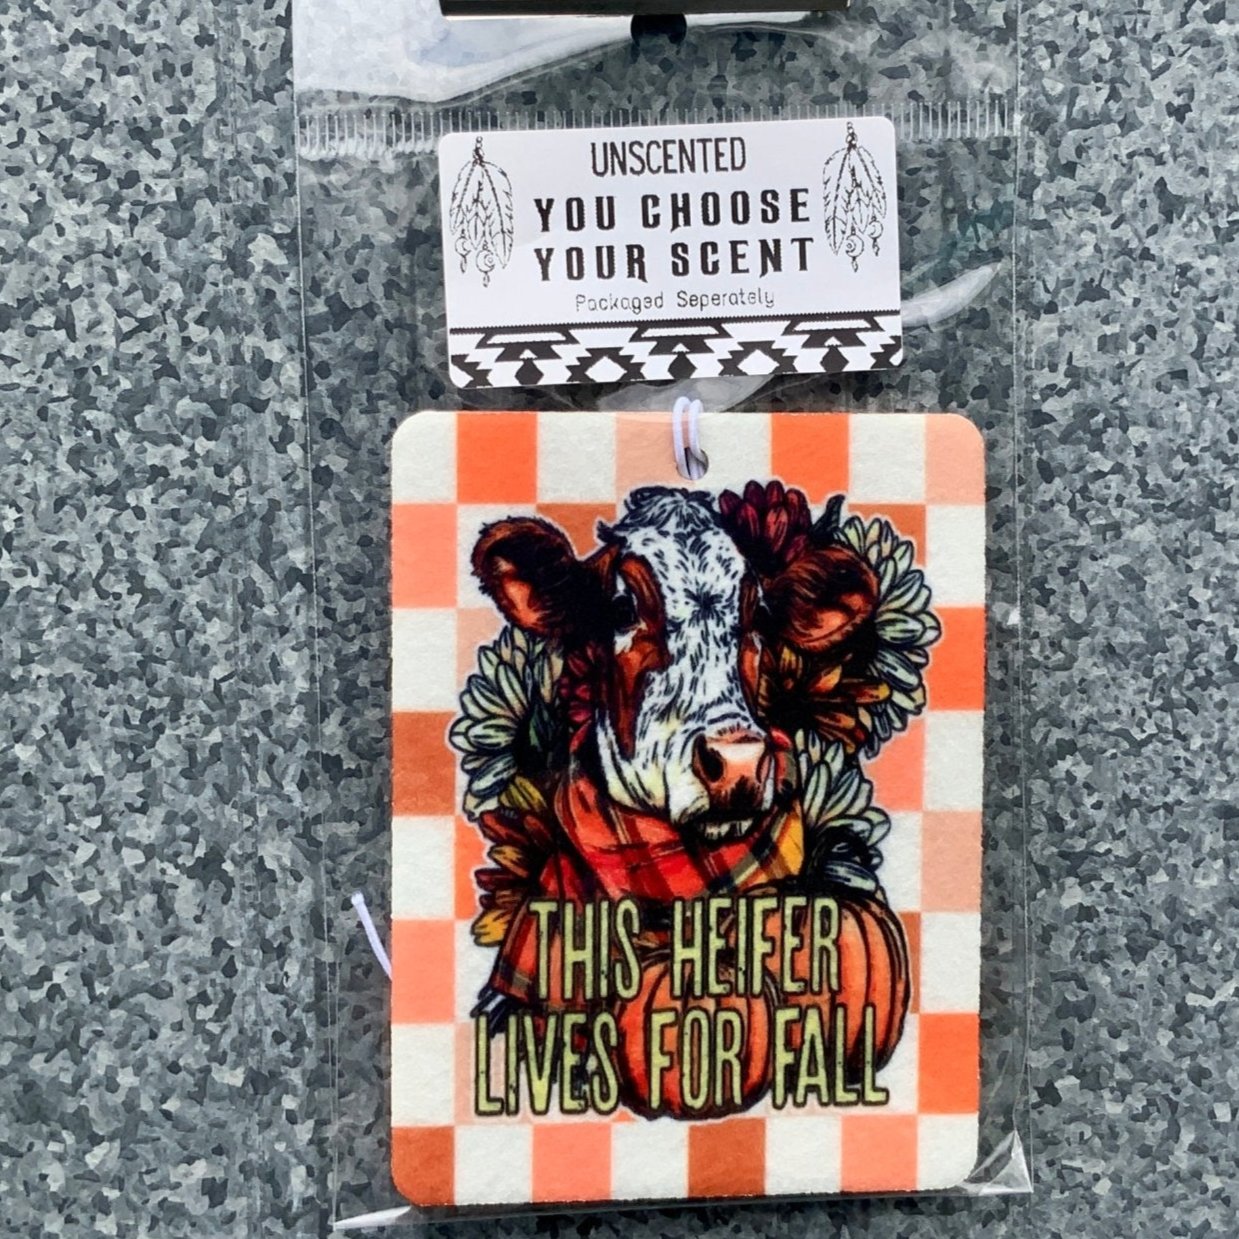 UNSCENTED
YOU CHOOSE
YOUR SCENT
Packaged Seperately
THIS HEIFER
LIVES FOR FALL